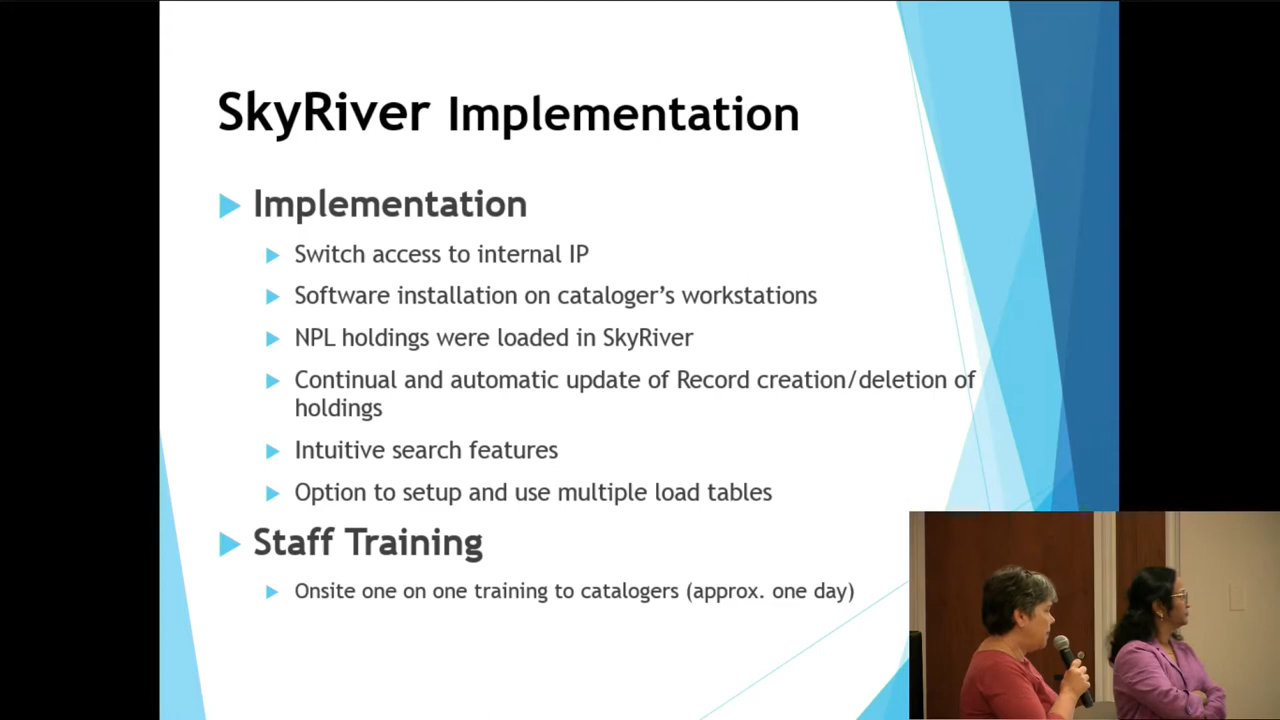 SkyRiver Implementation
Implementation
Switch access to internal IP
Software installation on cataloger's workstations
NPL holdings were loaded in SkyRiver
Continual and automatic update of Record creation/deletion of
holdings
Intuitive search features
Option to setup and use multiple load tables
Staff Training
Onsite one on one training to catalogers (approx. one day)